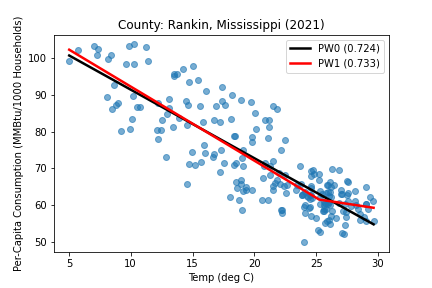 County: Rankin, Mississippi (2021)
PW0 (0.724)
PW1 (0.733)
Per-Capita Consumption (MMBtu/1000 Households)
100
90
80
70
60
50
5 10 15 20 25 30
Temp (deg C)